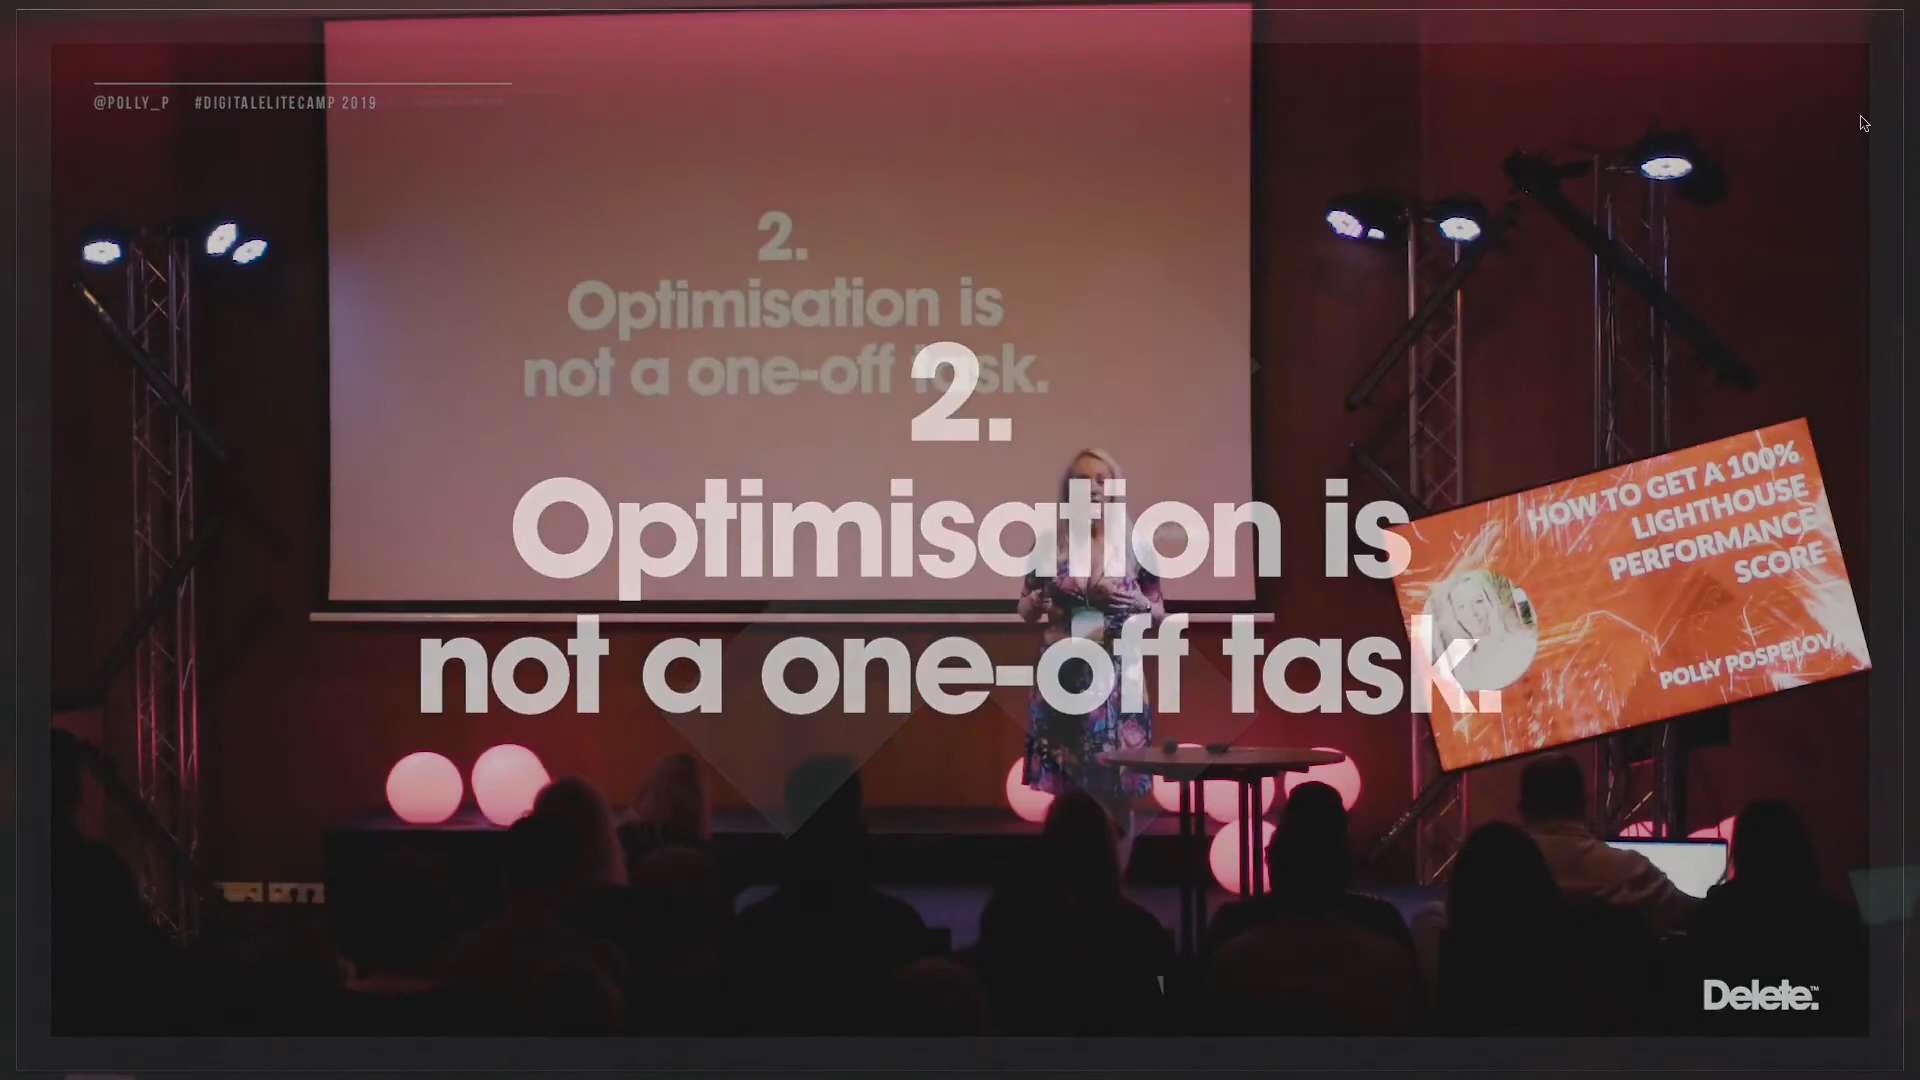 @POLLY_P #DIGITALELITECAMP 2019
2.
Optimisation is
not a one-off task.
2.
Optimisation is
not a one-off task.
HOW TO GET A 100%
LIGHTHOUSE
PERFORMANCE
SCORE
POLLY POSPELOVA
Delete.™